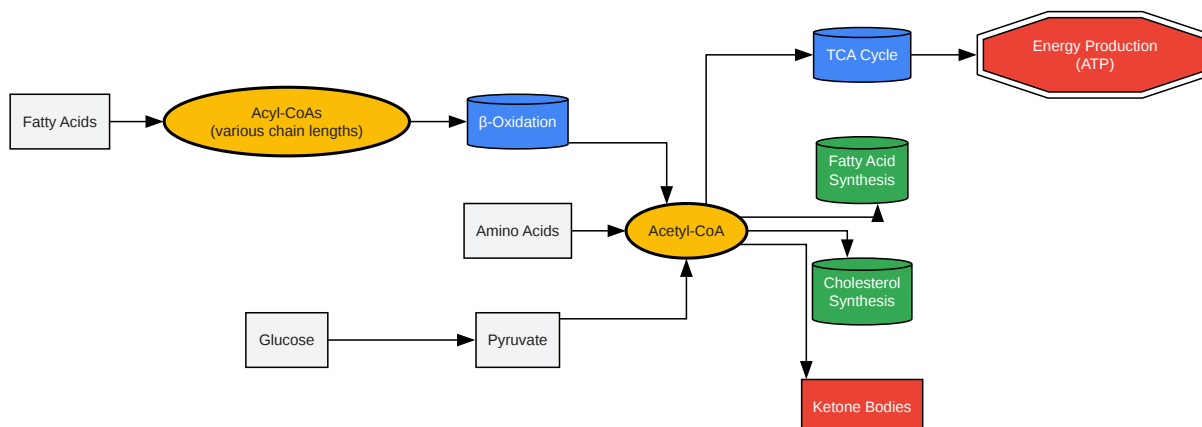 TCA Cycle
Energy Production
(ATP)
Fatty Acids
Acyl-CoAs
(various chain lengths)
β-Oxidation
Fatty Acid
Synthesis
Amino Acids
Acetyl-CoA
Cholesterol
Synthesis
Glucose
Pyruvate
Ketone Bodies